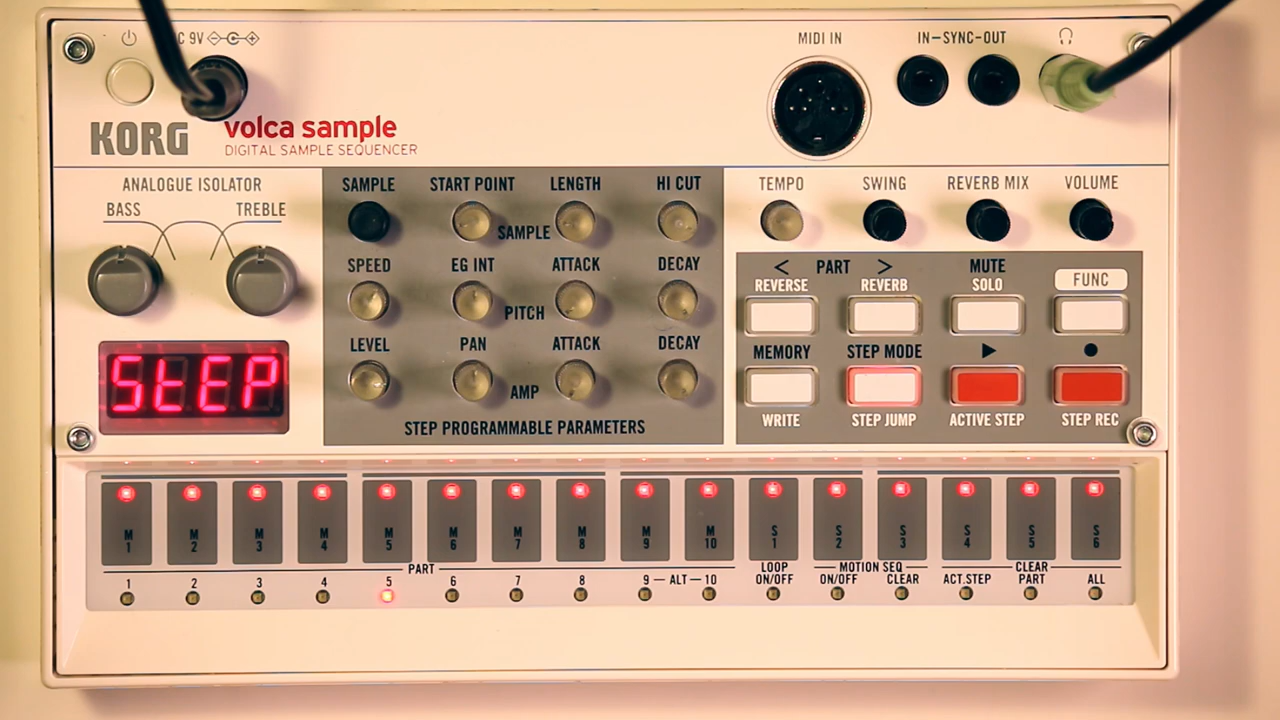 C 9V
MIDI IN
IN-SYNC-OUT
KORG
volca sample
DIGITAL SAMPLE SEQUENCER
ANALOGUE ISOLATOR
BASS TREBLE
SAMPLE START POINT LENGTH HI CUT
SAMPLE
SPEED EG INT ATTACK DECAY
PITCH
LEVEL PAN ATTACK DECAY
AMP
STEP PROGRAMMABLE PARAMETERS
TEMPO SWING REVERB MIX VOLUME
< PART > MUTE
REVERSE REVERB SOLO FUNC
MEMORY STEP MODE
WRITE STEP JUMP ACTIVE STEP STEP REC
StEP
M M M M M M M M M M S S S S S S
1 2 3 4 5 6 7 8 9 10 1 2 3 4 5 6
PART LOOP MOTION SEQ CLEAR
1 2 3 4 5 6 7 8 9 — ALT — 10 ON/OFF ON/OFF CLEAR ACT.STEP PART ALL